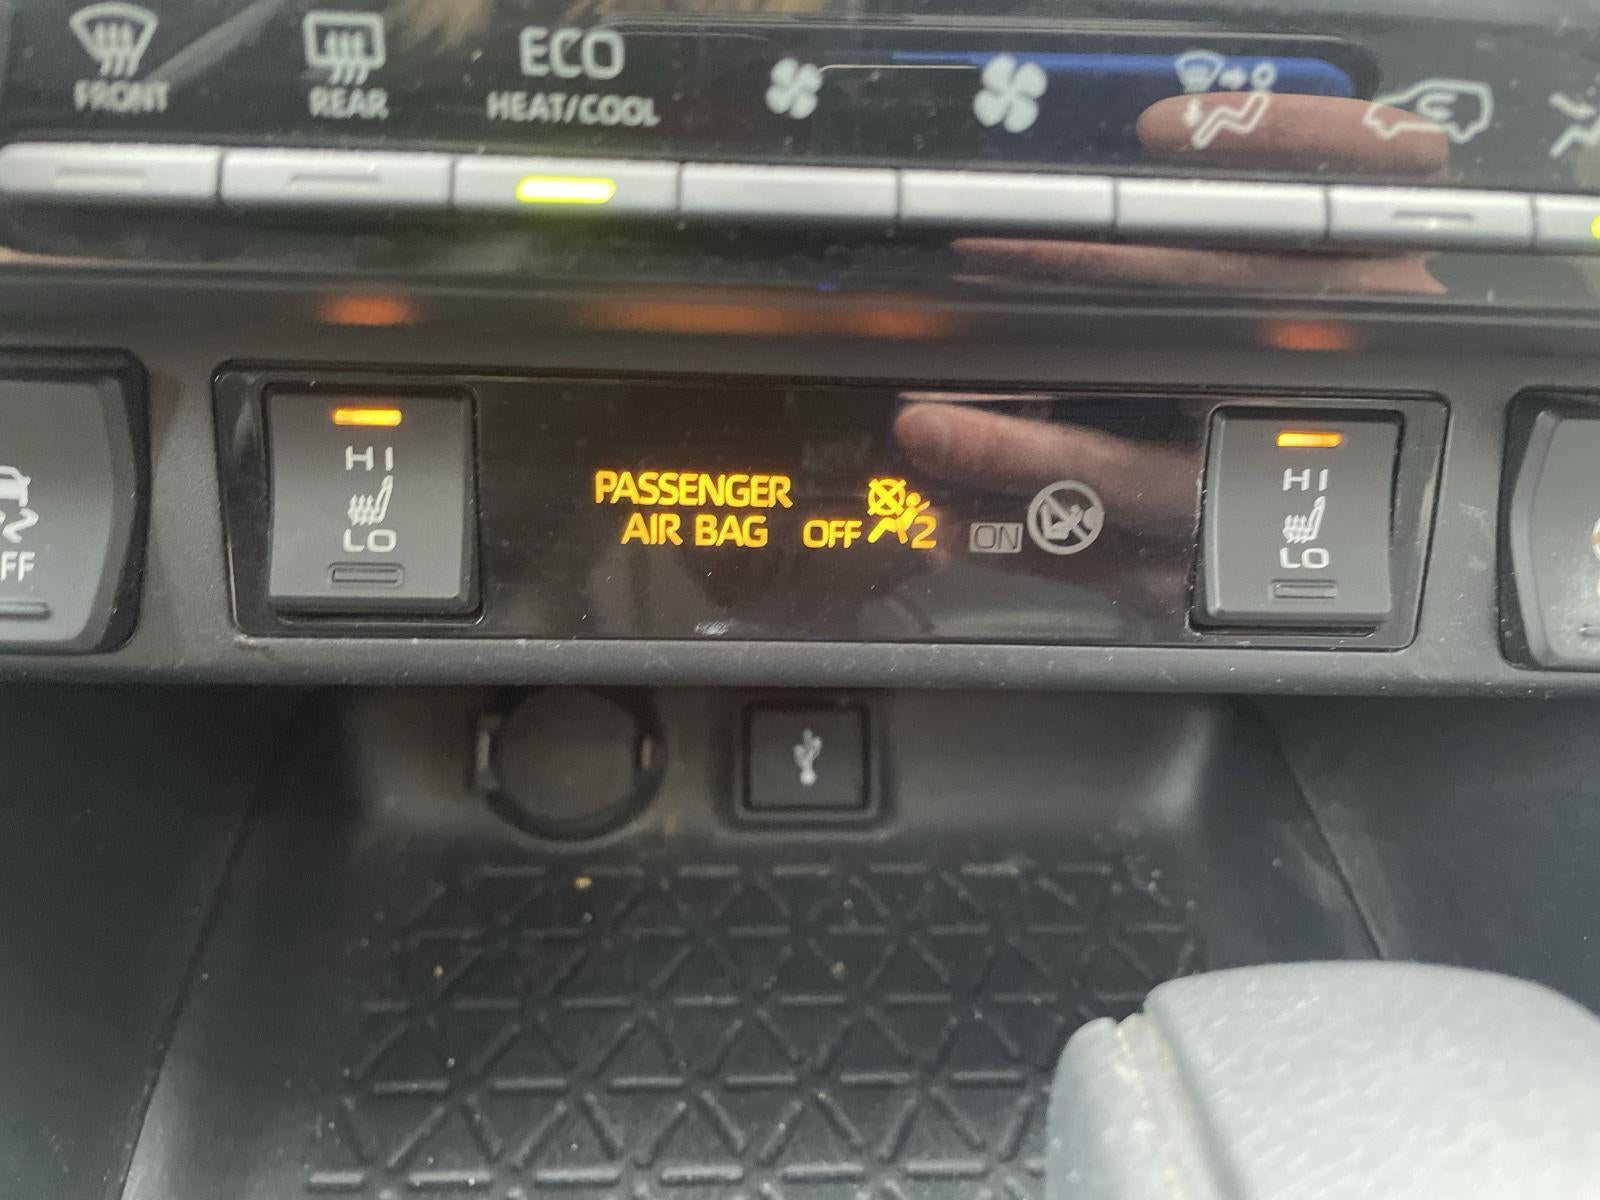 FRONT
REAR
ECO
HEAT/COOL
HI
LO
PASSENGER
AIR BAG OFF 2 ON
HI
LO
FF